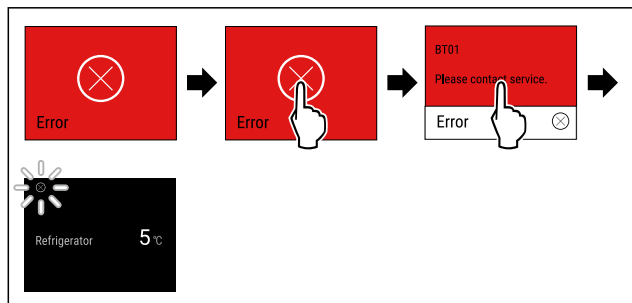 Error
Error
BT01
Please contact service.
Error
Refrigerator 5 °C